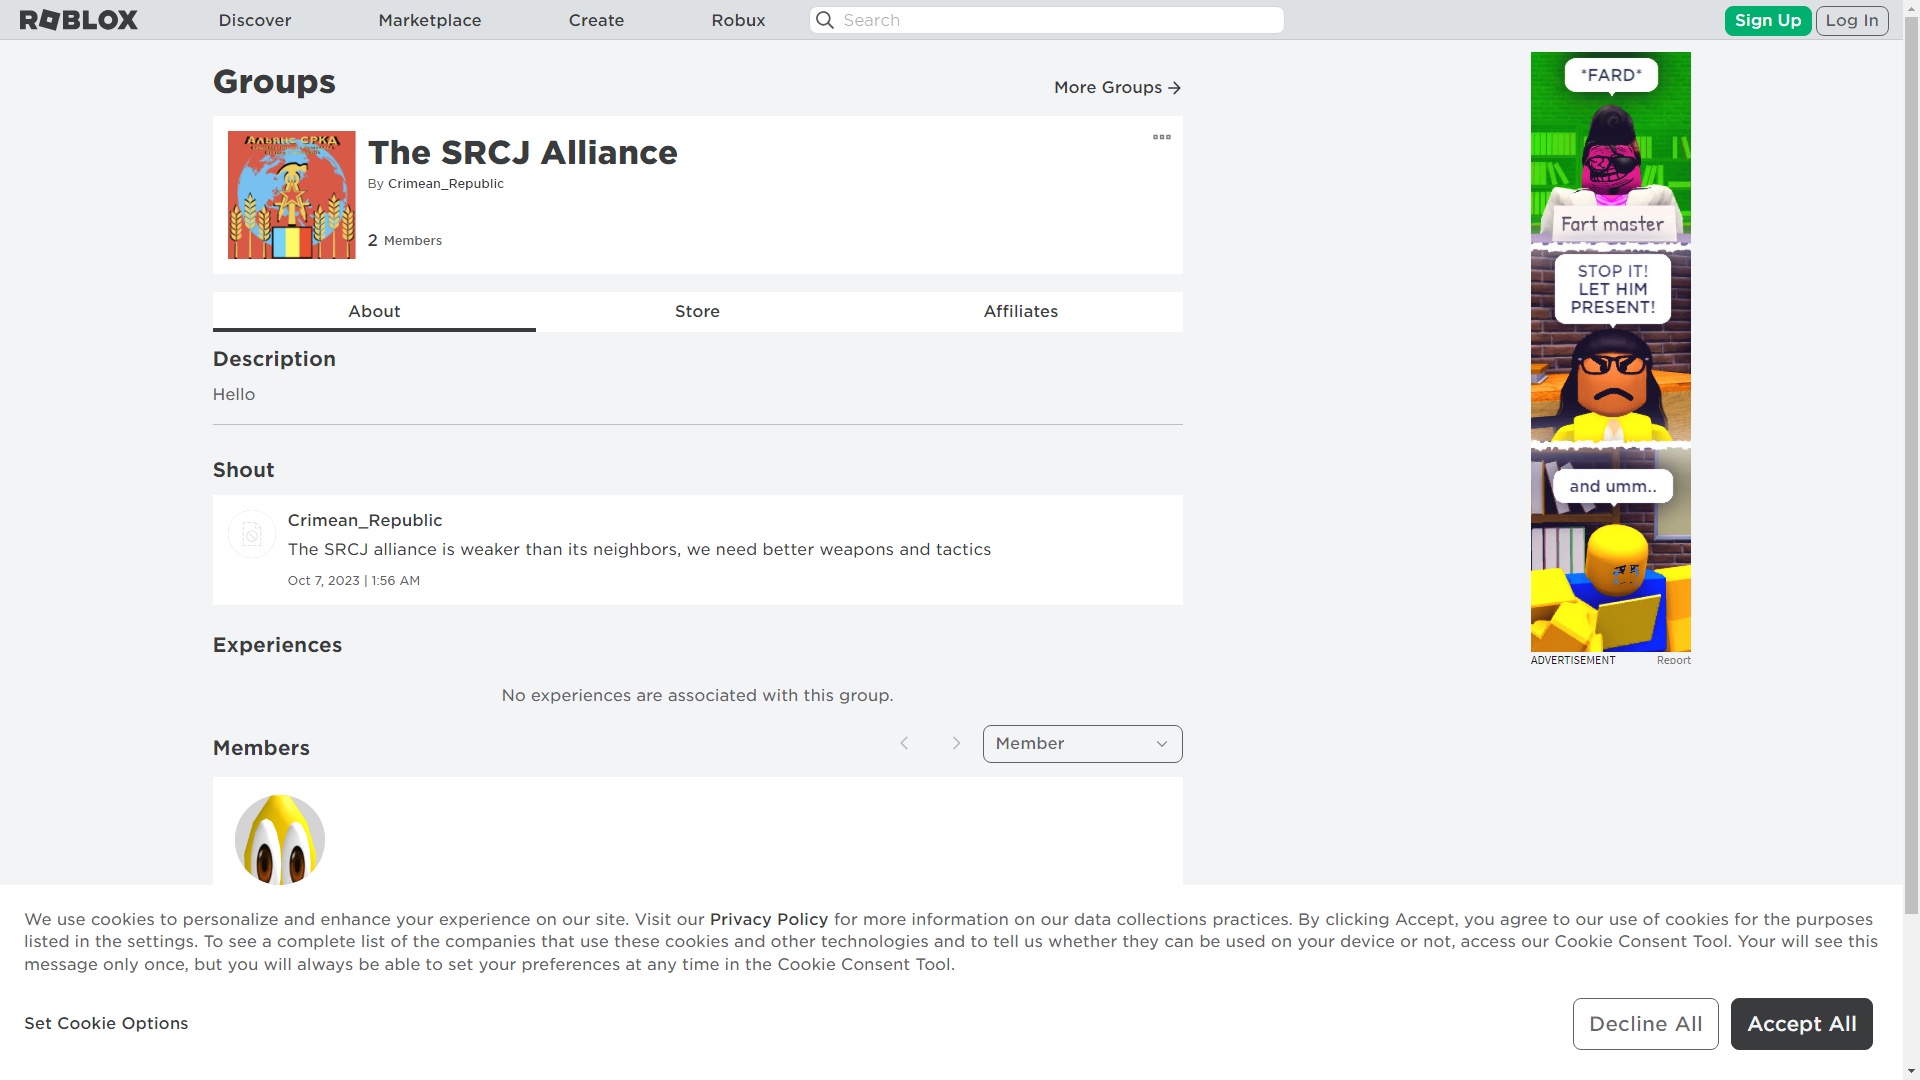 ROBLOX
Discover
Marketplace
Create
Robux
Search
Sign Up
Log In
Groups
More Groups
АЛЬЯНС СРКД
The SRCJ Alliance
By Crimean_Republic
2 Members
About
Store
Affiliates
Description
Hello
Shout
Crimean_Republic
The SRCJ alliance is weaker than its neighbors, we need better weapons and tactics
Oct 7, 2023 | 1:56 AM
Experiences
No experiences are associated with this group.
Members
Member
*FARD*
Fart master
STOP IT!
LET HIM
PRESENT!
and umm..
ADVERTISEMENT
Report
We use cookies to personalize and enhance your experience on our site. Visit our Privacy Policy for more information on our data collections practices. By clicking Accept, you agree to our use of cookies for the purposes
listed in the settings. To see a complete list of the companies that use these cookies and other technologies and to tell us whether they can be used on your device or not, access our Cookie Consent Tool. Your will see this
message only once, but you will always be able to set your preferences at any time in the Cookie Consent Tool.
Set Cookie Options
Decline All
Accept All